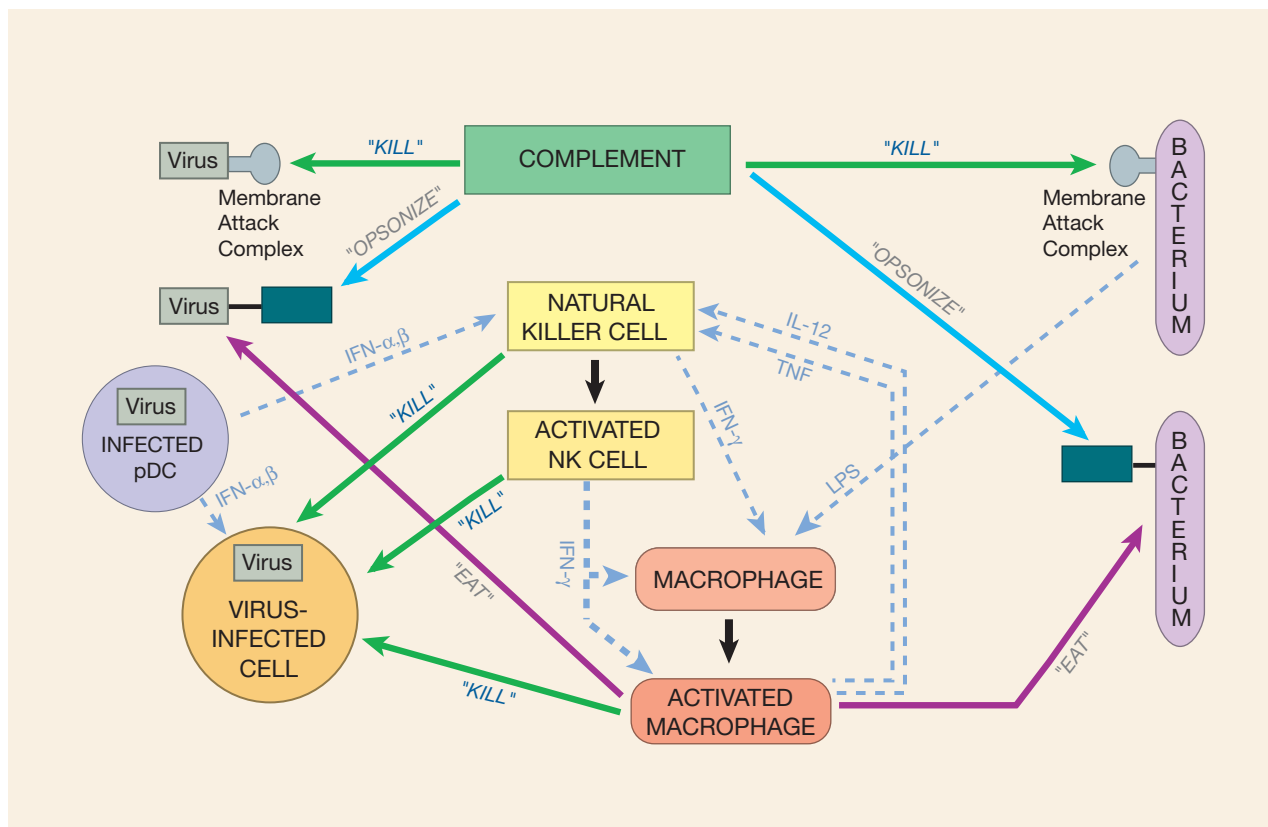 "KILL"
COMPLEMENT
"KILL"
Virus
Membrane
Attack
Complex
"OPSONIZE"
Membrane
Attack
Complex
BACTERIUM
"OPSONIZE"
Virus
NATURAL
KILLER CELL
IL-12
TNF
IFN-α,β
Virus
INFECTED
pDC
"KILL"
IFN-γ
ACTIVATED
NK CELL
LPS
BACTERIUM
IFN-α,β
"KILL"
IFN-γ
Virus
VIRUS-
INFECTED
CELL
"EAT"
MACROPHAGE
"KILL"
ACTIVATED
MACROPHAGE
"EAT"